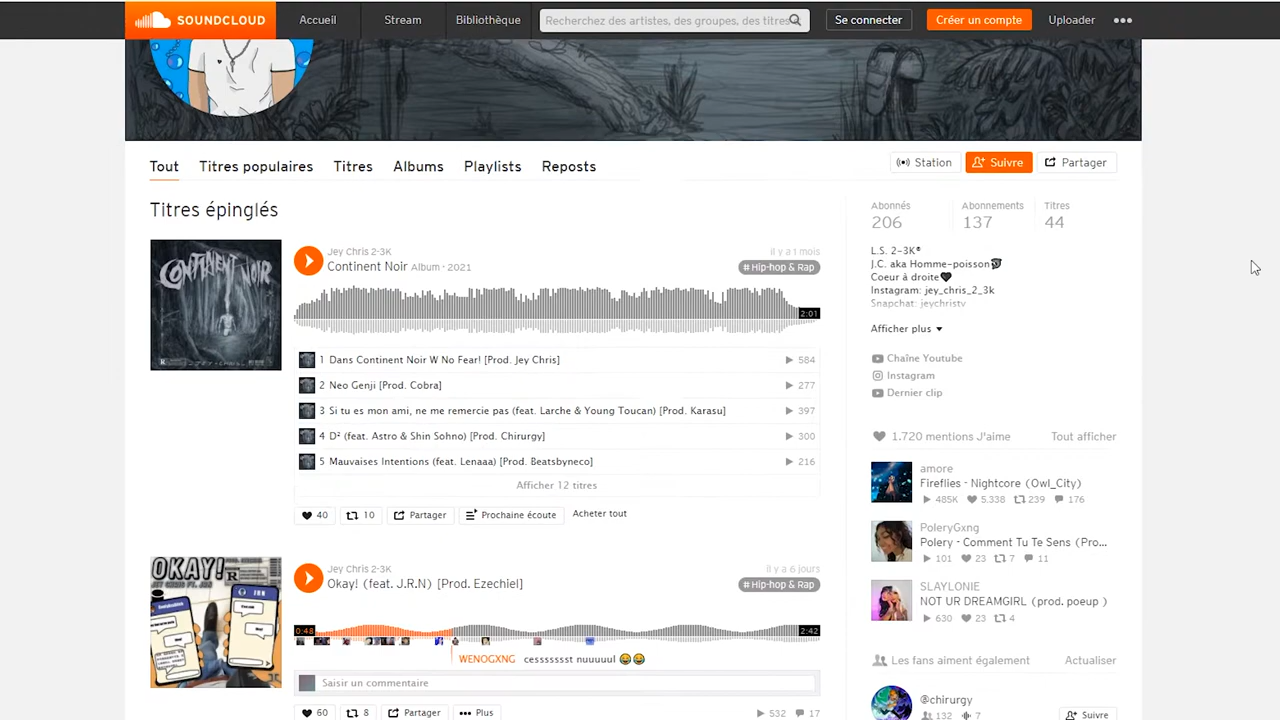 SOUNDCLOUD Accueil Stream Bibliothèque Recherchez des artistes, des groupes, des titres Se connecter Créer un compte Uploader
Tout Titres populaires Titres Albums Playlists Reposts Station Suivre Partager
Titres épinglés
CONTINENT NOIR
Jey Chris 2-3K il y a 1 mois
Continent Noir Album · 2021 # Hip-hop & Rap
2:01
1 Dans Continent Noir W No Fear! [Prod. Jey Chris] 584
2 Neo Genji [Prod. Cobra] 277
3 Si tu es mon ami, ne me remercie pas (feat. Larche & Young Toucan) [Prod. Karasu] 397
4 D² (feat. Astro & Shin Sohno) [Prod. Chirurgy] 300
5 Mauvaises Intentions (feat. Lenaaa) [Prod. Beatsbyneco] 216
Afficher 12 titres
40 10 Partager Prochaine écoute Acheter tout
OKAY!
JEY CHRIS FT. JRN
JRN
Jey Chris 2-3K il y a 6 jours
Okay! (feat. J.R.N) [Prod. Ezechiel] # Hip-hop & Rap
0:48 2:42
WENOGXNG cesssssst nuuuuul 😂😂
Saisir un commentaire
60 8 Partager Plus 532 17
Abonnés Abonnements Titres
206 137 44
L.S. 2-3K®
J.C. aka Homme-poisson
Coeur à droite🖤
Instagram: jey_chris_2_3k
Snapchat: jeychristv
Afficher plus
Chaîne Youtube
Instagram
Dernier clip
1.720 mentions J'aime Tout afficher
amore
Fireflies - Nightcore (Owl_City)
485K 5,338 239 176
PoleryGxng
Polery - Comment Tu Te Sens (Pro...
101 23 7 11
SLAYLONIE
NOT UR DREAMGIRL (prod. poeup )
630 23 4
Les fans aiment également Actualiser
@chirurgy
132 7 Suivre